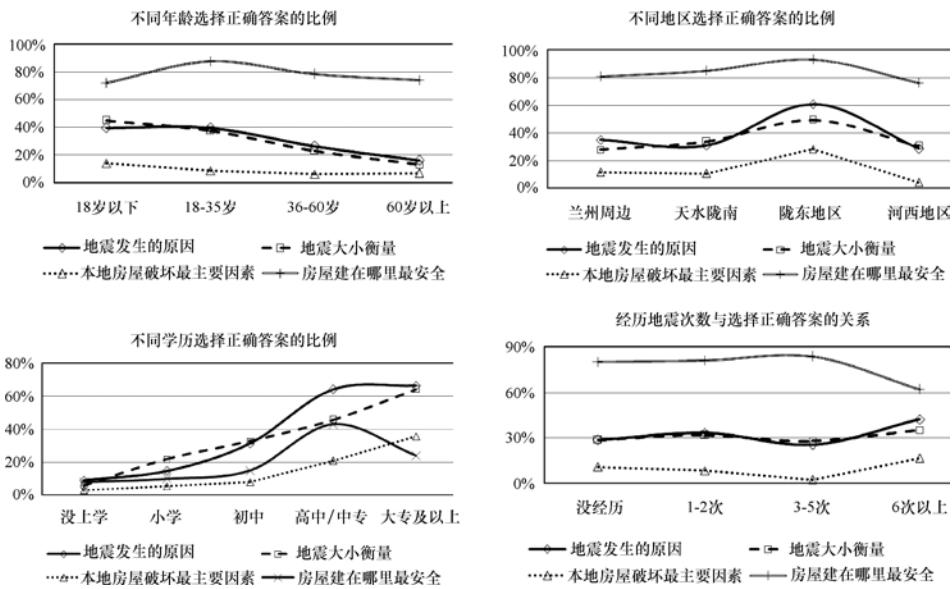 不同年龄选择正确答案的比例
100%
80%
60%
40%
20%
0%
18岁以下 18-35岁 36-60岁 60岁以上
地震发生的原因 地震大小衡量
本地房屋破坏最主要因素 房屋建在哪里最安全
不同地区选择正确答案的比例
100%
80%
60%
40%
20%
0%
兰州周边 天水陇南 陇东地区 河西地区
地震发生的原因 地震大小衡量
本地房屋破坏最主要因素 房屋建在哪里最安全
不同学历选择正确答案的比例
80%
60%
40%
20%
0%
没上学 小学 初中 高中/中专 大专及以上
地震发生的原因 地震大小衡量
本地房屋破坏最主要因素 房屋建在哪里最安全
经历地震次数与选择正确答案的关系
90%
60%
30%
0%
没经历 1-2次 3-5次 6次以上
地震发生的原因 地震大小衡量
本地房屋破坏最主要因素 房屋建在哪里最安全